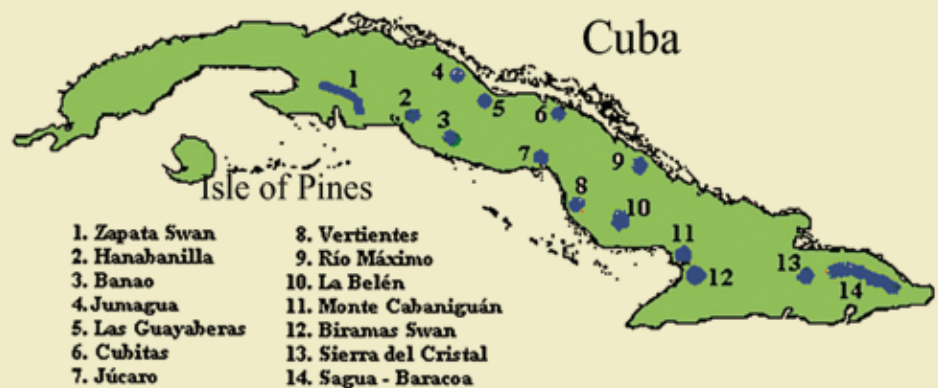 Cuba
1
2
3
4
5
6
7
8
9
10
11
12
13
14
Isle of Pines
1. Zapata Swan
2. Hanabanilla
3. Banao
4. Jumagua
5. Las Guayaberas
6. Cubitas
7. Júcaro
8. Vertientes
9. Río Máximo
10. La Belén
11. Monte Cabaniguán
12. Biramas Swan
13. Sierra del Cristal
14. Sagua - Baracoa